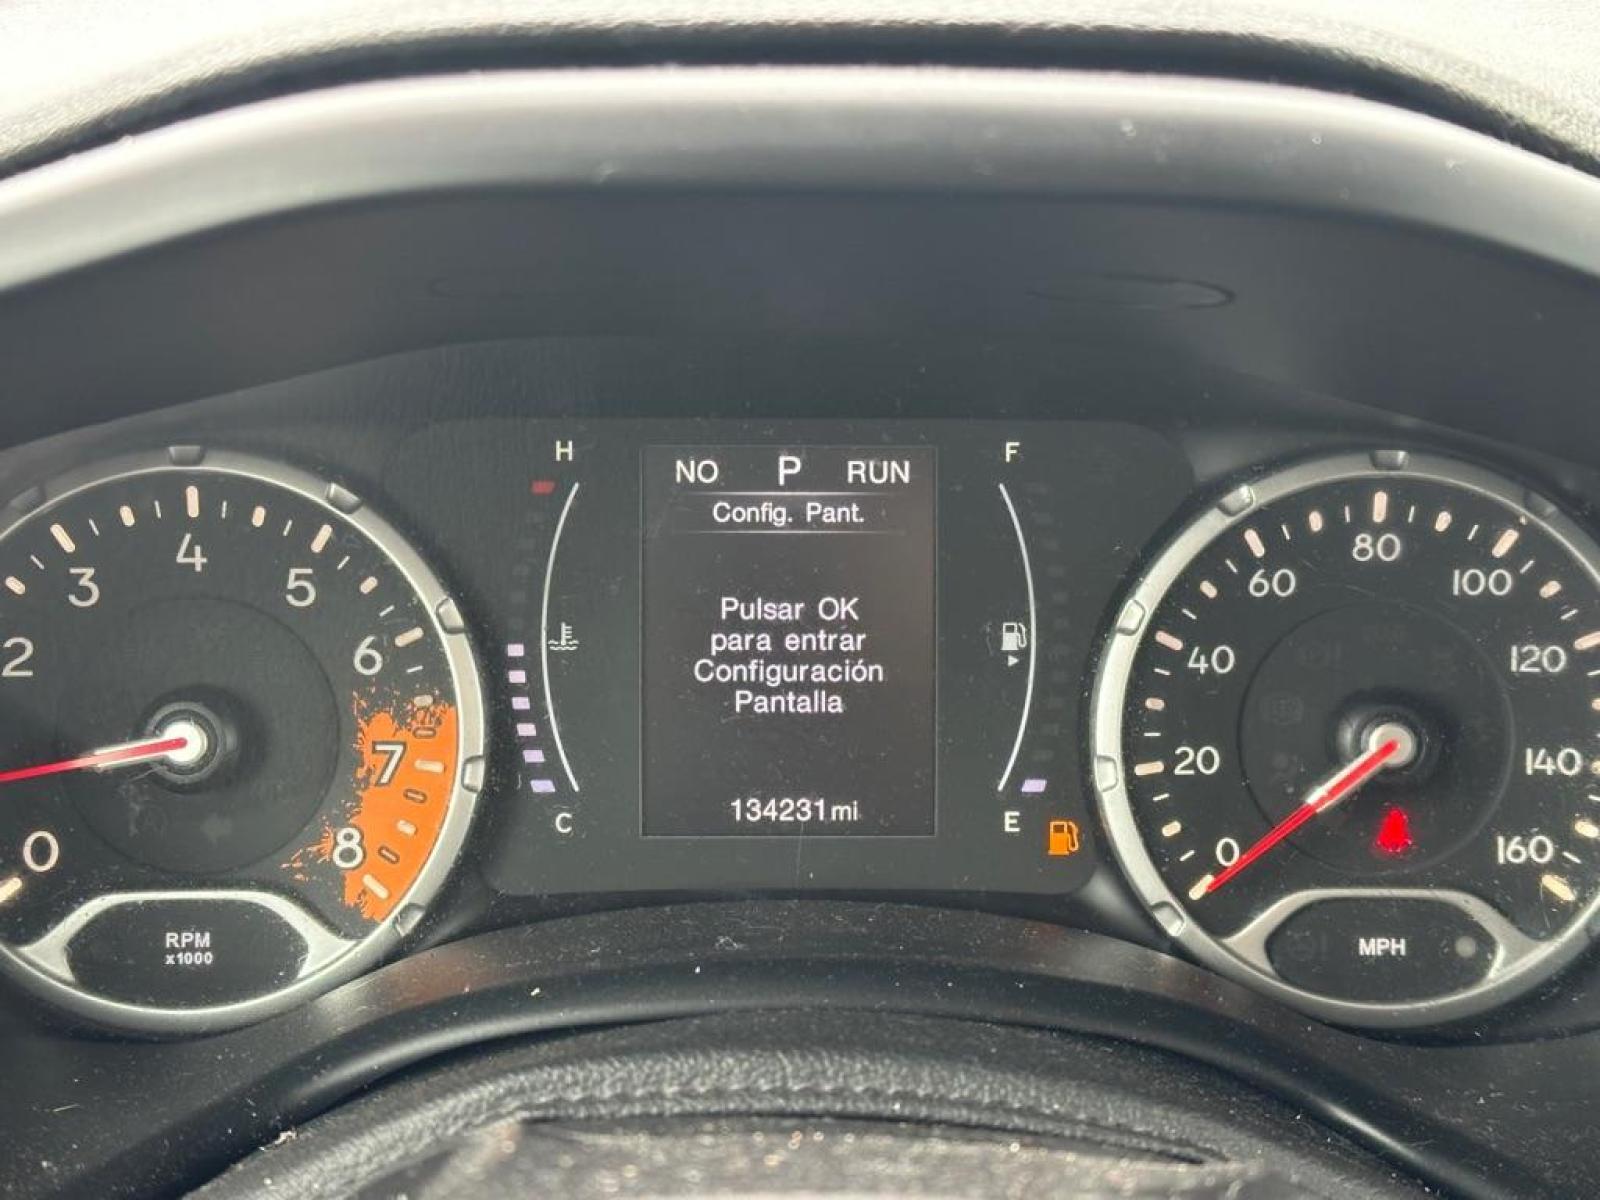 H
F
NO P RUN
Config. Pant.
Pulsar OK
para entrar
Configuración
Pantalla
134231 mi
C
E
0
2
3
4
5
6
7
8
RPM
x1000
0
20
40
60
80
100
120
140
160
MPH